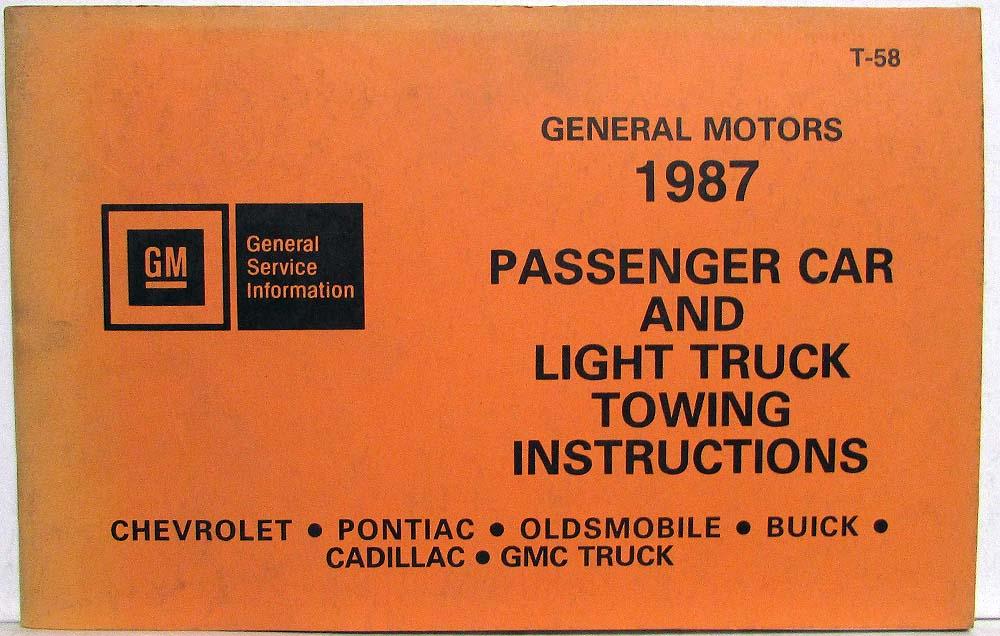 T-58
GENERAL MOTORS
1987
PASSENGER CAR
AND
LIGHT TRUCK
TOWING
INSTRUCTIONS
GM
General
Service
Information
CHEVROLET • PONTIAC • OLDSMOBILE • BUICK •
CADILLAC • GMC TRUCK